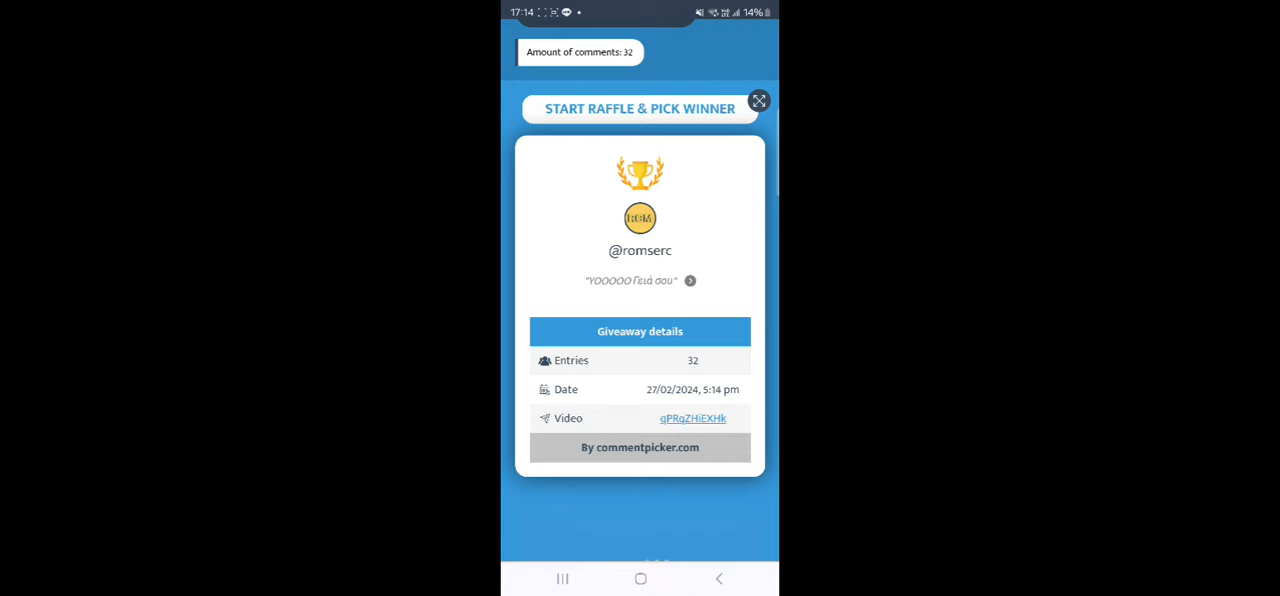 17:14
14%
Amount of comments: 32
START RAFFLE & PICK WINNER
RGM
@romserc
"YOOOOO Γειά σου"
Giveaway details
Entries 32
Date 27/02/2024, 5:14 pm
Video qPRqZHiEXHk
By commentpicker.com